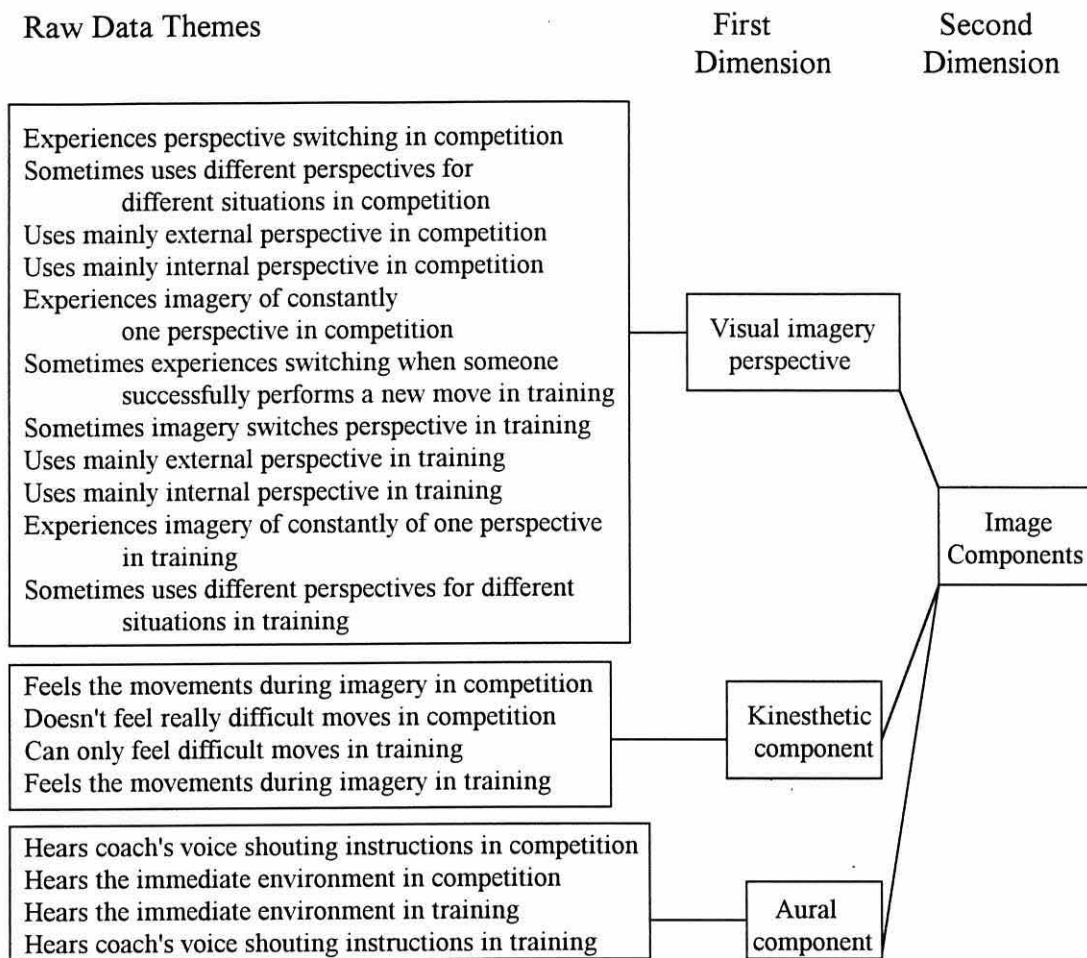 Raw Data Themes
First
Dimension
Second
Dimension
Experiences perspective switching in competition
Sometimes uses different perspectives for
different situations in competition
Uses mainly external perspective in competition
Uses mainly internal perspective in competition
Experiences imagery of constantly
one perspective in competition
Sometimes experiences switching when someone
successfully performs a new move in training
Sometimes imagery switches perspective in training
Uses mainly external perspective in training
Uses mainly internal perspective in training
Experiences imagery of constantly of one perspective
in training
Sometimes uses different perspectives for different
situations in training
Visual imagery
perspective
Image
Components
Feels the movements during imagery in competition
Doesn't feel really difficult moves in competition
Can only feel difficult moves in training
Feels the movements during imagery in training
Kinesthetic
component
Hears coach's voice shouting instructions in competition
Hears the immediate environment in competition
Hears the immediate environment in training
Hears coach's voice shouting instructions in training
Aural
component